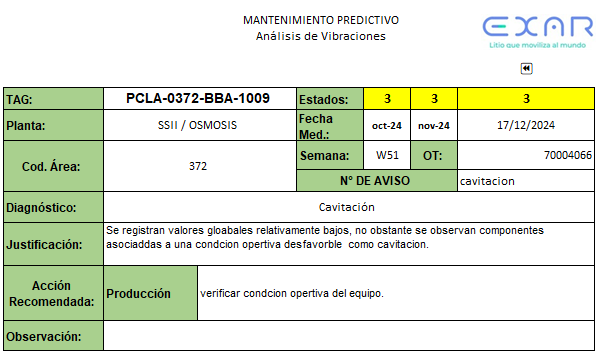 MANTENIMIENTO PREDICTIVO
Análisis de Vibraciones
EXAR
Litio que moviliza al mundo
TAG: PCLA-0372-BBA-1009 Estados: 3 3 3
Planta: SSII / OSMOSIS Fecha Med.: oct-24 nov-24 17/12/2024
Cod. Área: 372 Semana: W51 OT: 70004066
N° DE AVISO cavitacion
Diagnóstico: Cavitación
Justificación: Se registran valores gloabales relativamente bajos, no obstante se observan componentes
asociaddas a una condcion opertiva desfavorble como cavitacion.
Acción Recomendada: Producción verificar condcion opertiva del equipo.
Observación: